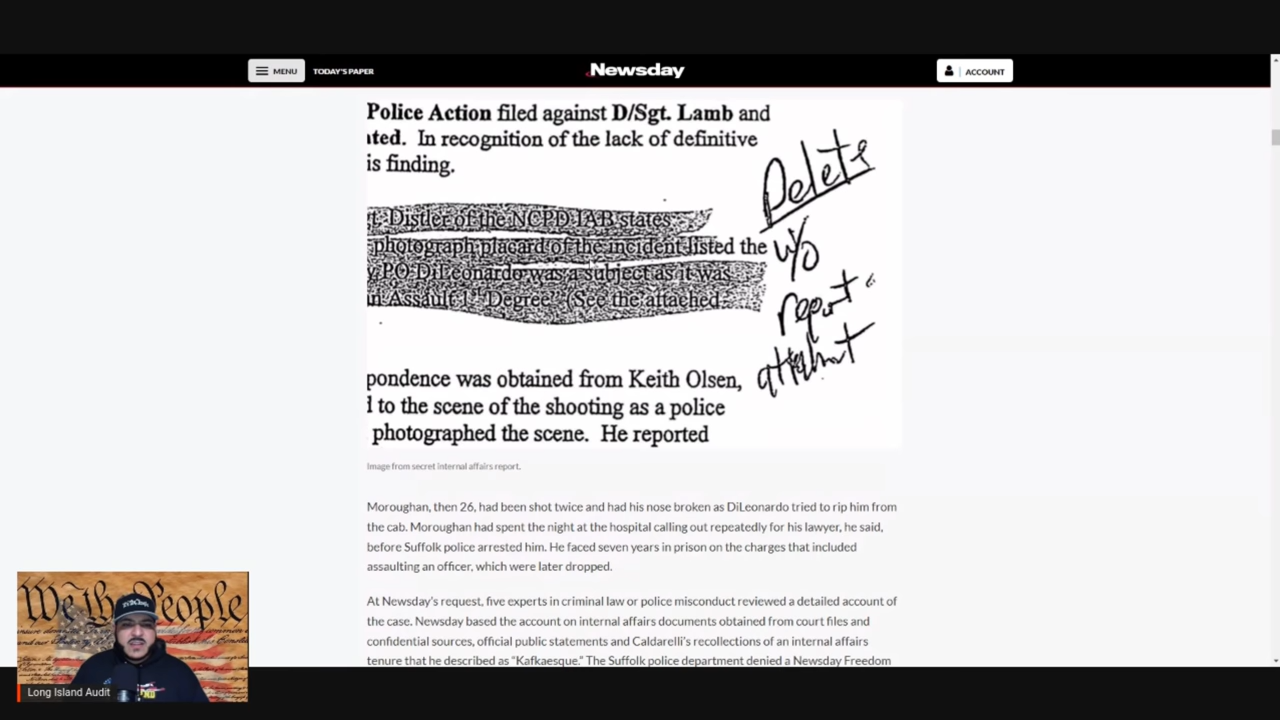 MENU
TODAY'S PAPER
Newsday
ACCOUNT
Police Action filed against D/Sgt. Lamb and
ated. In recognition of the lack of definitive
is finding.
Delete
t Distler of the NCPD IAB states
w/o
photograph placard of the incident listed the
y PO DiLeonardo was a subject as it was
report
in Assault 1st Degree" (See the attached
pondence was obtained from Keith Olsen,
d to the scene of the shooting as a police
photographed the scene. He reported
Image from secret internal affairs report.
Moroughan, then 26, had been shot twice and had his nose broken as DiLeonardo tried to rip him from
the cab. Moroughan had spent the night at the hospital calling out repeatedly for his lawyer, he said,
before Suffolk police arrested him. He faced seven years in prison on the charges that included
assaulting an officer, which were later dropped.
At Newsday's request, five experts in criminal law or police misconduct reviewed a detailed account of
the case. Newsday based the account on internal affairs documents obtained from court files and
confidential sources, official public statements and Caldarelli's recollections of an internal affairs
tenure that he described as "Kafkaesque." The Suffolk police department denied a Newsday Freedom
We the People
Long Island Audit